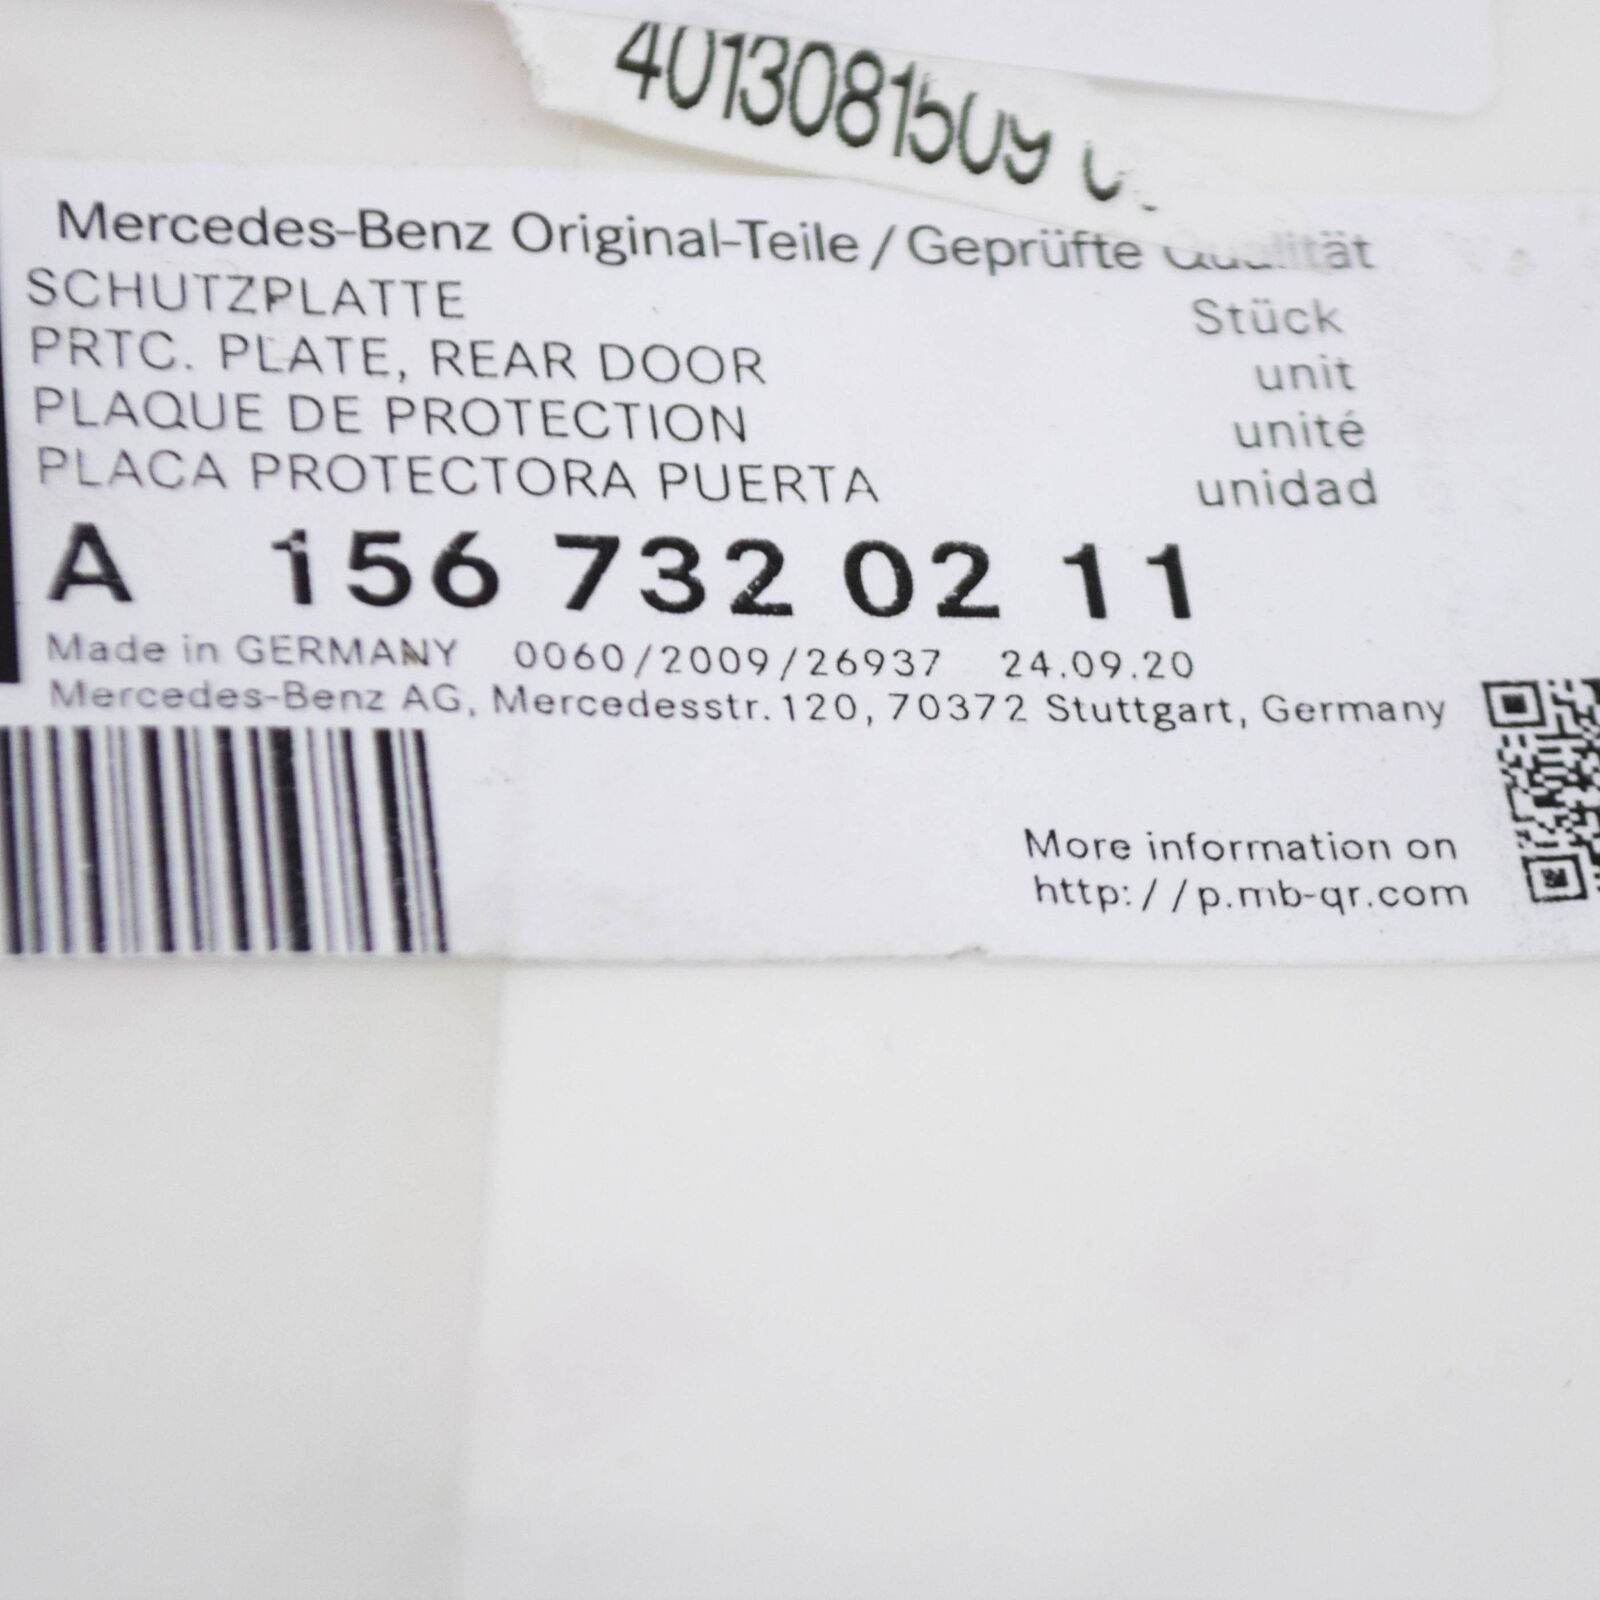 4013081509
Mercedes-Benz Original-Teile / Geprüfte Qualität
SCHUTZPLATTE Stück
PRTC. PLATE, REAR DOOR unit
PLAQUE DE PROTECTION unité
PLACA PROTECTORA PUERTA unidad
A 156 732 02 11
Made in GERMANY 0060/2009/26937 24.09.20
Mercedes-Benz AG, Mercedesstr. 120, 70372 Stuttgart, Germany
More information on
http://p.mb-qr.com